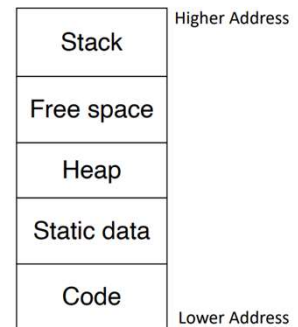 Higher Address
Stack
Free space
Heap
Static data
Code
Lower Address